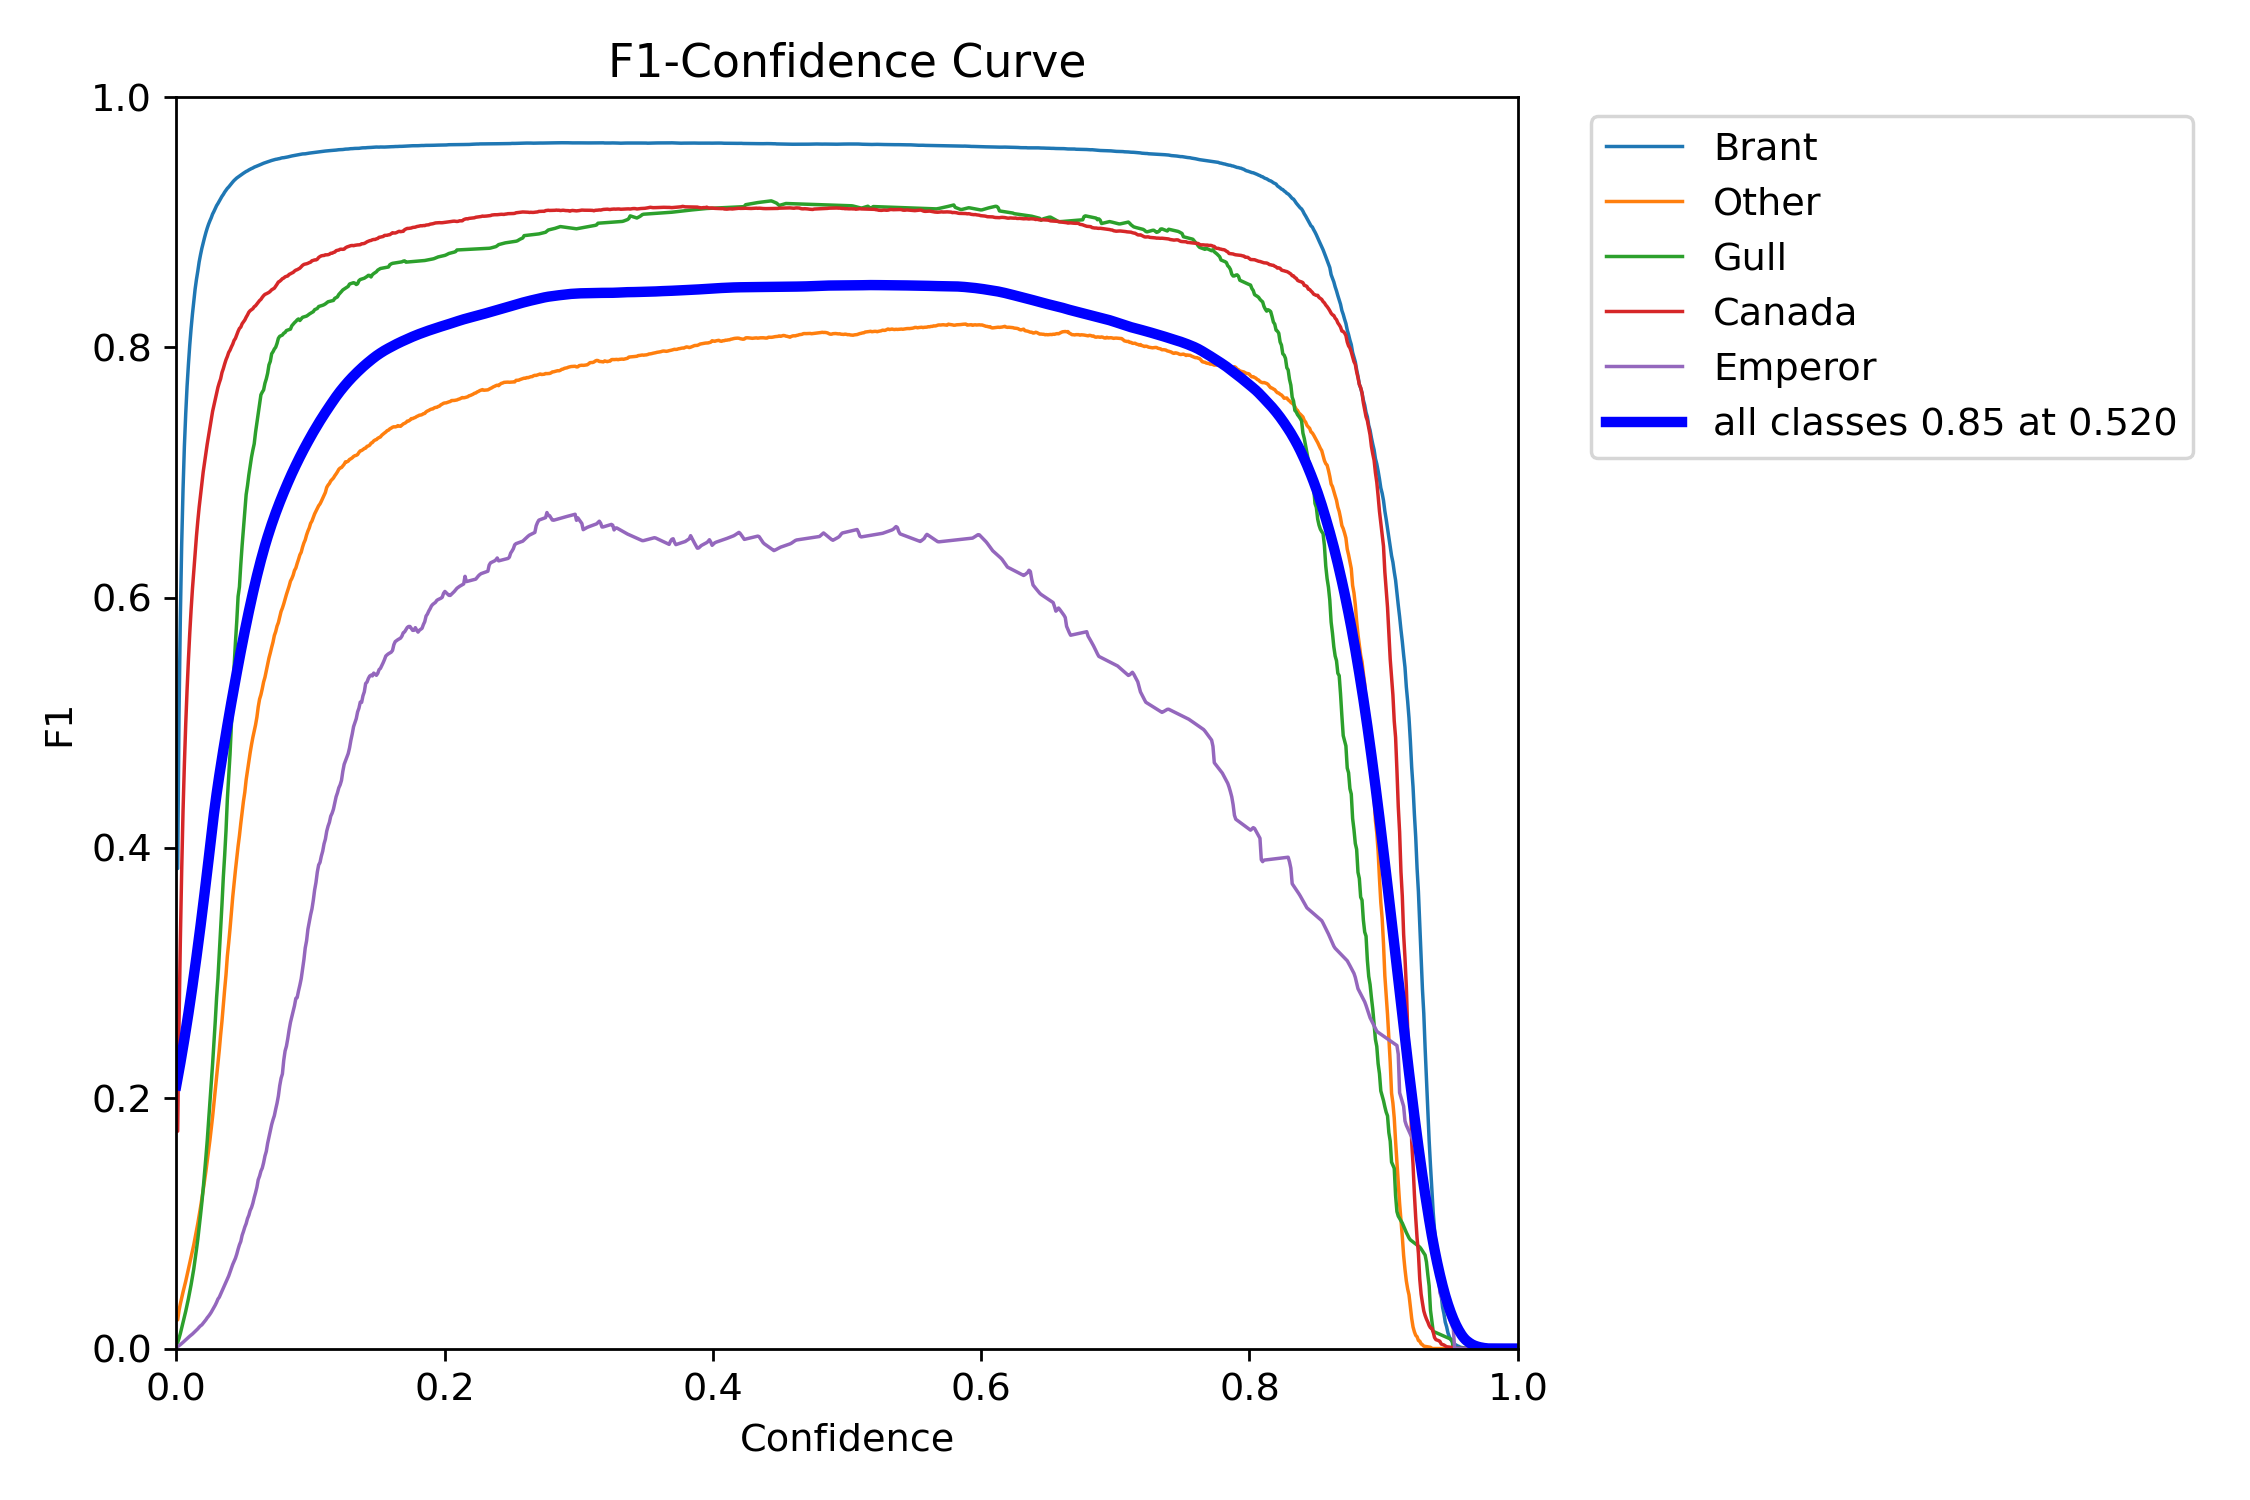 F1-Confidence Curve
1.0
0.8
0.6
0.4
0.2
0.0
F1
0.0 0.2 0.4 0.6 0.8 1.0
Confidence
Brant
Other
Gull
Canada
Emperor
all classes 0.85 at 0.520